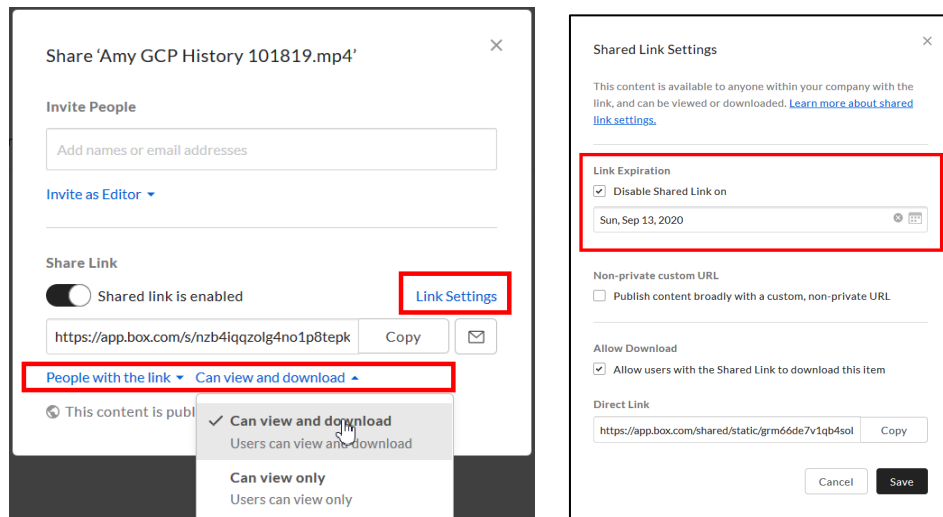 Share 'Amy GCP History 101819.mp4'
Invite People
Add names or email addresses
Invite as Editor
Share Link
Shared link is enabled
Link Settings
https://app.box.com/s/nzb4iqqzolg4no1p8tepk
Copy
People with the link
Can view and download
This content is publ
Can view and download
Users can view and download
Can view only
Users can view only
Shared Link Settings
This content is available to anyone within your company with the
link, and can be viewed or downloaded. Learn more about shared
link settings.
Link Expiration
Disable Shared Link on
Sun, Sep 13, 2020
Non-private custom URL
Publish content broadly with a custom, non-private URL
Allow Download
Allow users with the Shared Link to download this item
Direct Link
https://app.box.com/shared/static/grm66de7v1qb4sol
Copy
Cancel
Save